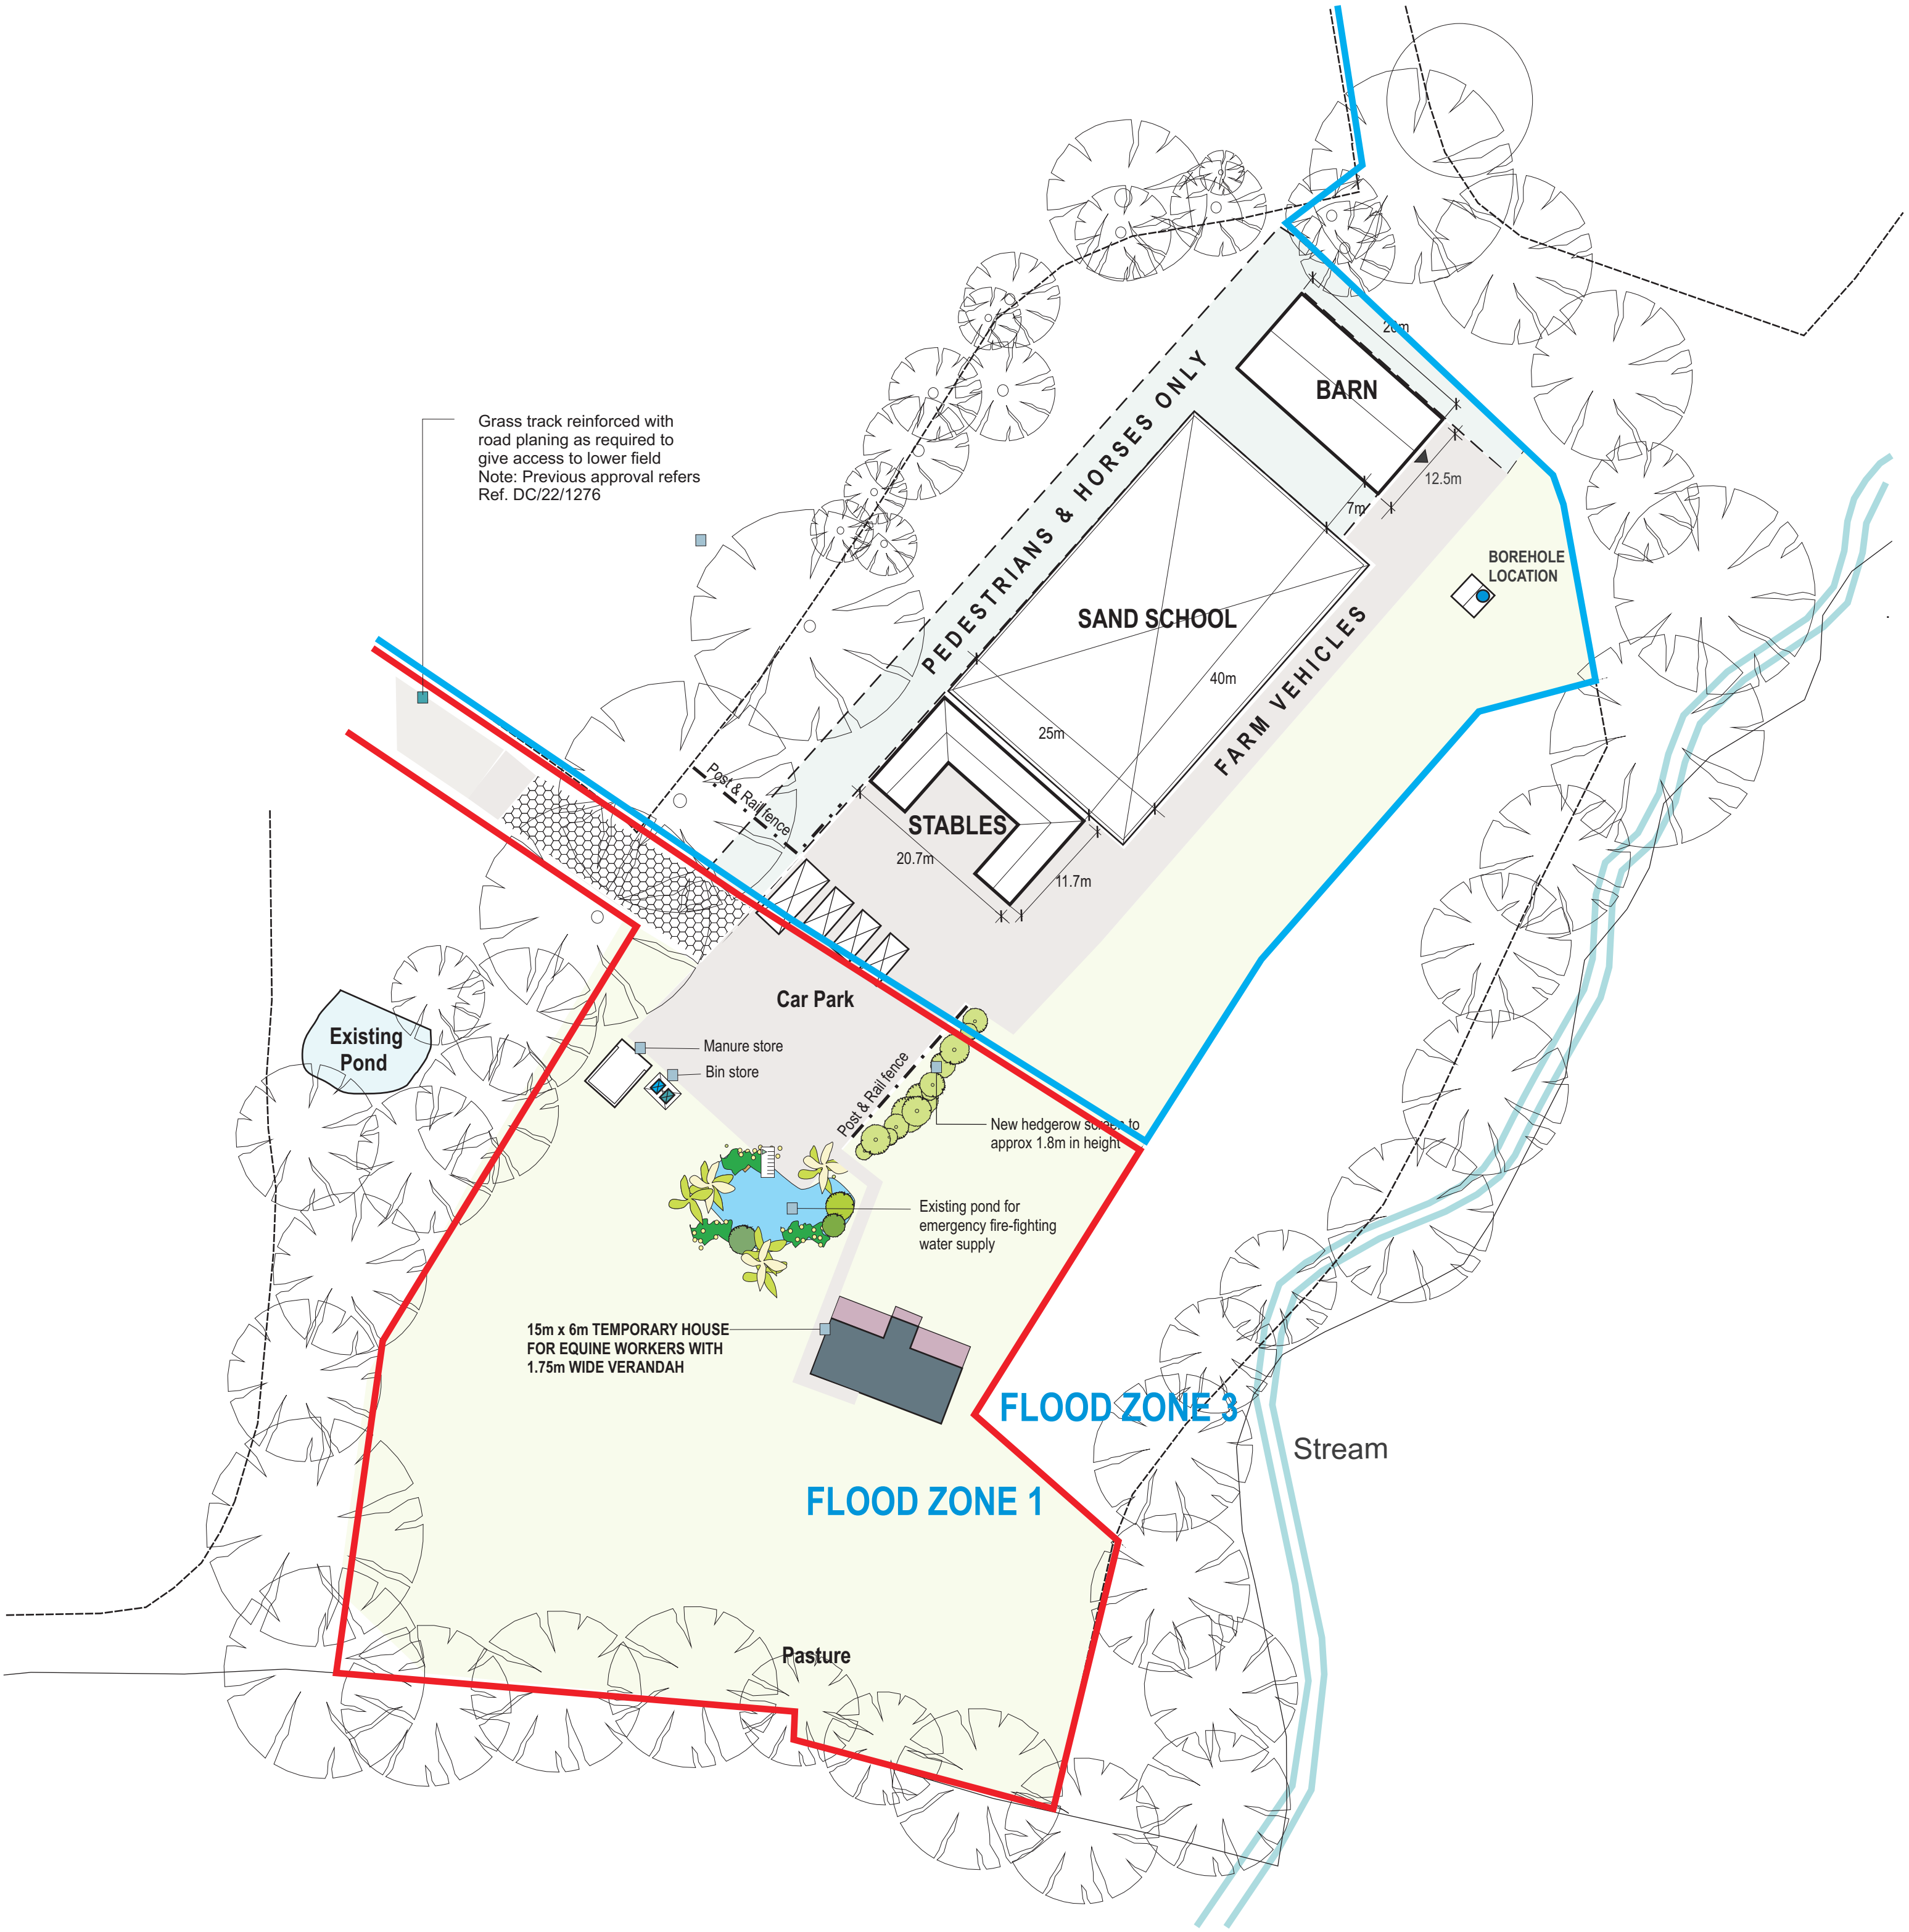 20m
BARN
12.5m
7m
Grass track reinforced with
road planing as required to
give access to lower field
Note: Previous approval refers
Ref. DC/22/1276
PEDESTRIANS & HORSES ONLY
BOREHOLE
LOCATION
SAND SCHOOL
40m
FARM VEHICLES
25m
Post & Rail fence
STABLES
20.7m
11.7m
Car Park
Existing
Pond
Manure store
Bin store
Post & Rail fence
New hedgerow screen to
approx 1.8m in height
Existing pond for
emergency fire-fighting
water supply
15m x 6m TEMPORARY HOUSE
FOR EQUINE WORKERS WITH
1.75m WIDE VERANDAH
FLOOD ZONE 3
Stream
FLOOD ZONE 1
Pasture